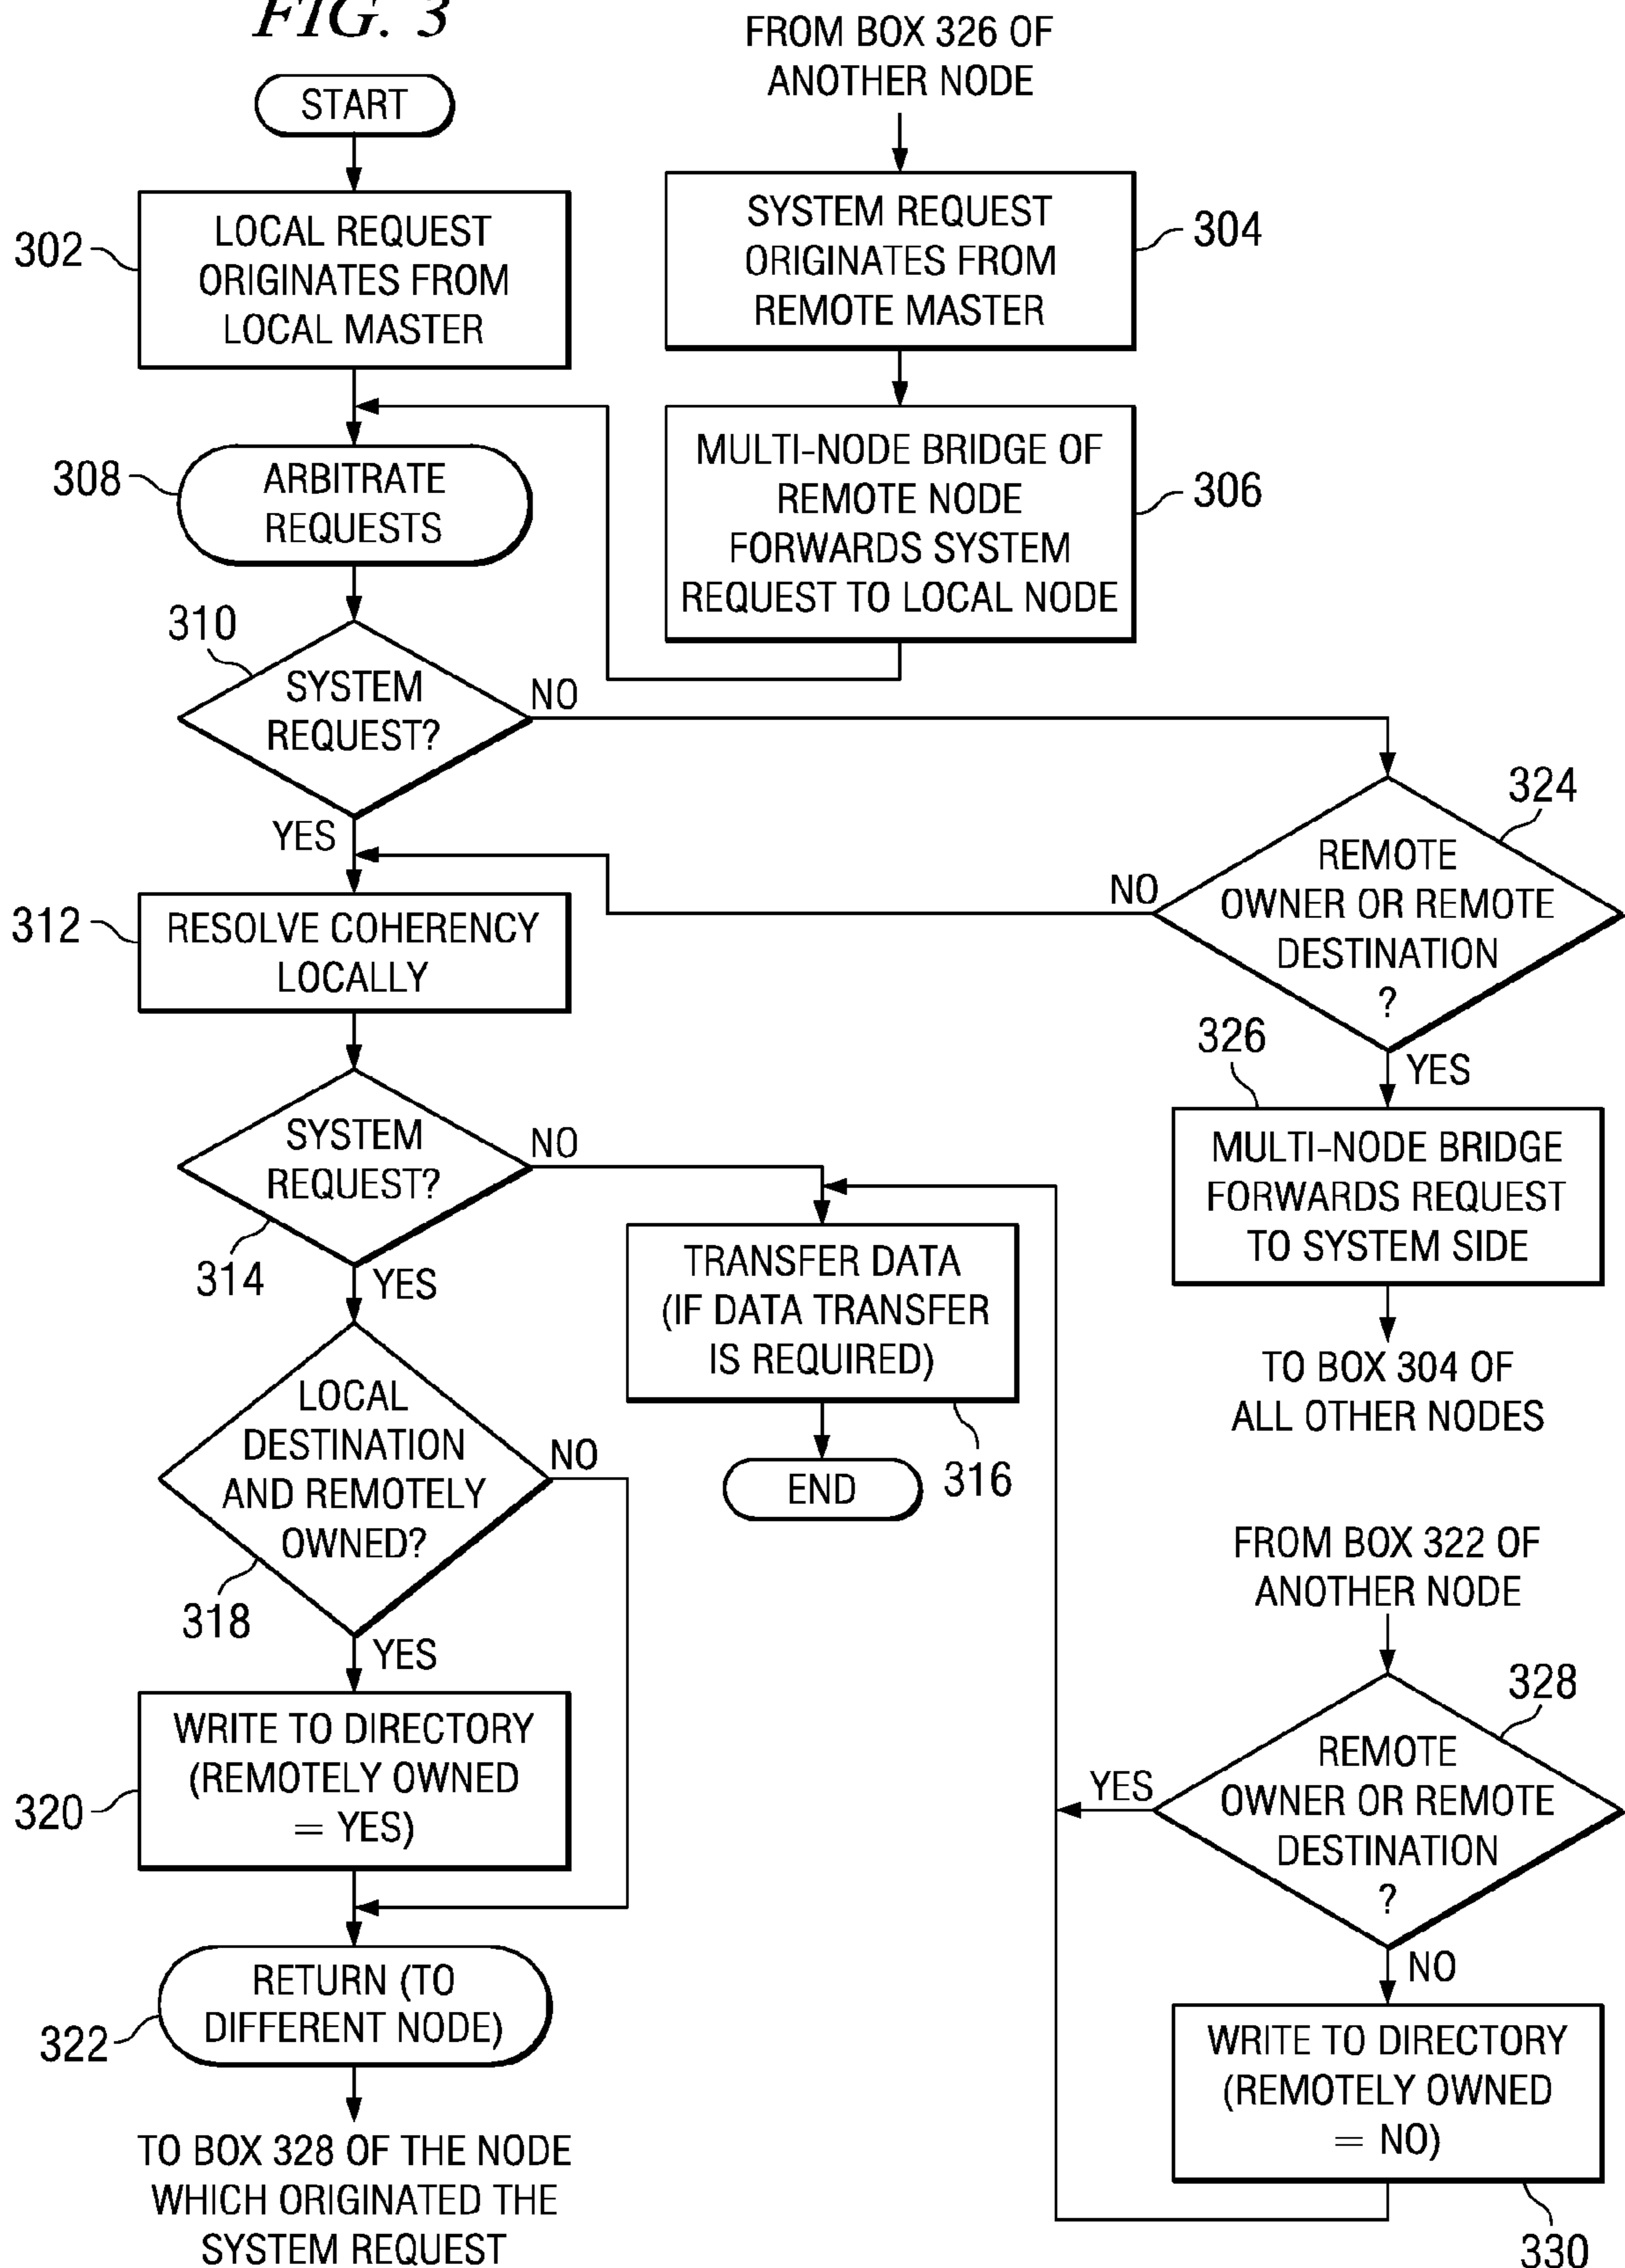 FIG. 3
START
302
LOCAL REQUEST
ORIGINATES FROM
LOCAL MASTER
FROM BOX 326 OF
ANOTHER NODE
SYSTEM REQUEST
ORIGINATES FROM
REMOTE MASTER
304
MULTI-NODE BRIDGE OF
REMOTE NODE
FORWARDS SYSTEM
REQUEST TO LOCAL NODE
306
308
ARBITRATE
REQUESTS
310
SYSTEM
REQUEST?
NO
YES
324
REMOTE
OWNER OR REMOTE
DESTINATION
?
NO
YES
312
RESOLVE COHERENCY
LOCALLY
326
MULTI-NODE BRIDGE
FORWARDS REQUEST
TO SYSTEM SIDE
TO BOX 304 OF
ALL OTHER NODES
SYSTEM
REQUEST?
314
NO
YES
TRANSFER DATA
(IF DATA TRANSFER
IS REQUIRED)
316
END
LOCAL
DESTINATION
AND REMOTELY
OWNED?
318
NO
YES
320
WRITE TO DIRECTORY
(REMOTELY OWNED
= YES)
322
RETURN (TO
DIFFERENT NODE)
TO BOX 328 OF THE NODE
WHICH ORIGINATED THE
SYSTEM REQUEST
FROM BOX 322 OF
ANOTHER NODE
328
REMOTE
OWNER OR REMOTE
DESTINATION
?
YES
NO
WRITE TO DIRECTORY
(REMOTELY OWNED
= NO)
330